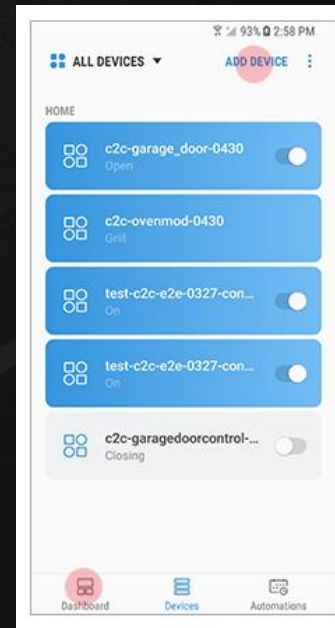 93% 2:58 PM
ALL DEVICES ADD DEVICE
HOME
c2c-garage_door-0430
Open
c2c-ovenmod-0430
Grill
test-c2c-e2e-0327-con...
On
test-c2c-e2e-0327-con...
On
c2c-garagedoorcontrol-...
Closing
Dashboard Devices Automations